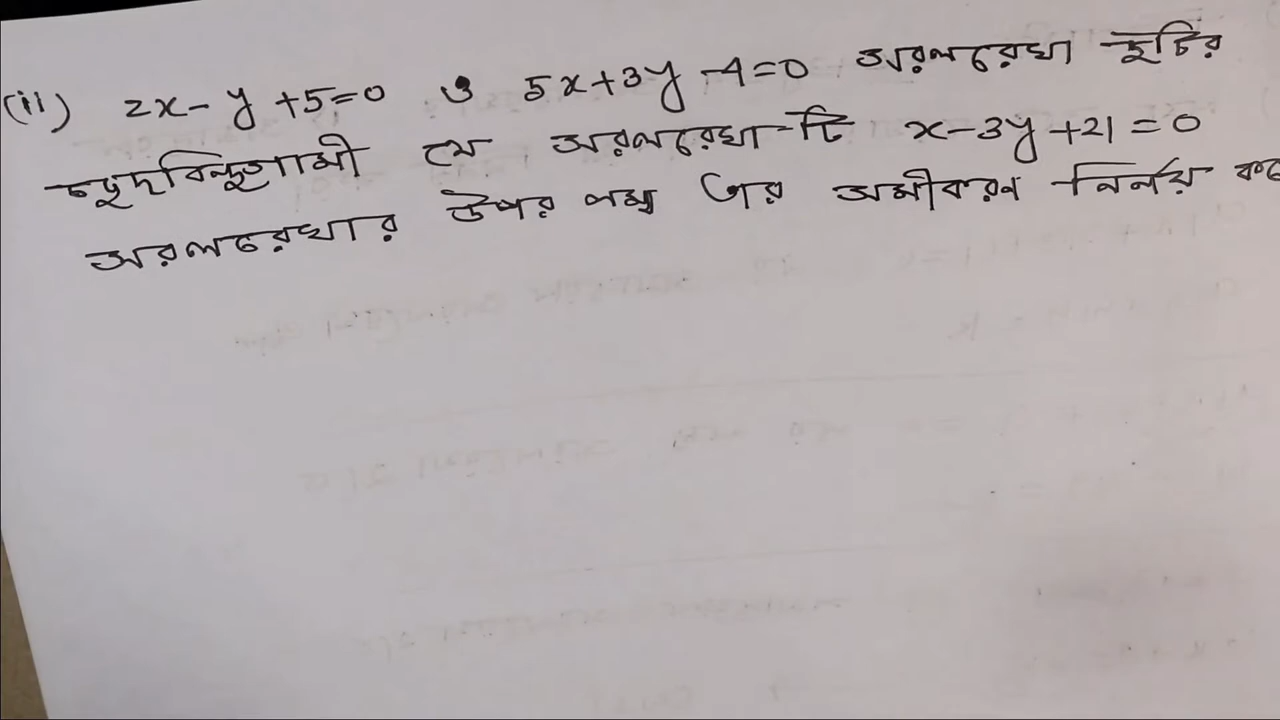 (ii) 2x - y + 5 = 0 ও 5x + 3y - 4 = 0 সরলরেখা দুটির
ছেদবিন্দুগামী যে সরলরেখা টি x - 3y + 21 = 0
সরলরেখার উপর লম্ব তার সমীকরণ নির্নয়